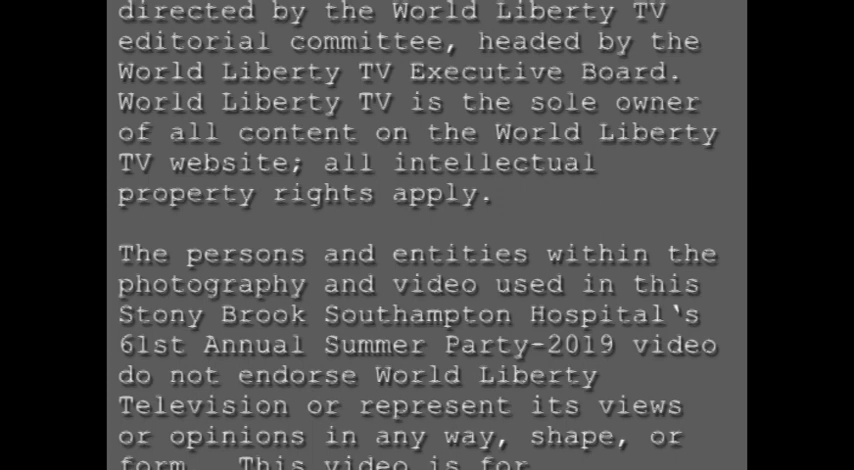 directed by the World Liberty TV
editorial committee, headed by the
World Liberty TV Executive Board.
World Liberty TV is the sole owner
of all content on the World Liberty
TV website; all intellectual
property rights apply.
The persons and entities within the
photography and video used in this
Stony Brook Southampton Hospital‛s
61st Annual Summer Party-2019 video
do not endorse World Liberty
Television or represent its views
or opinions in any way, shape, or
form. This video is for